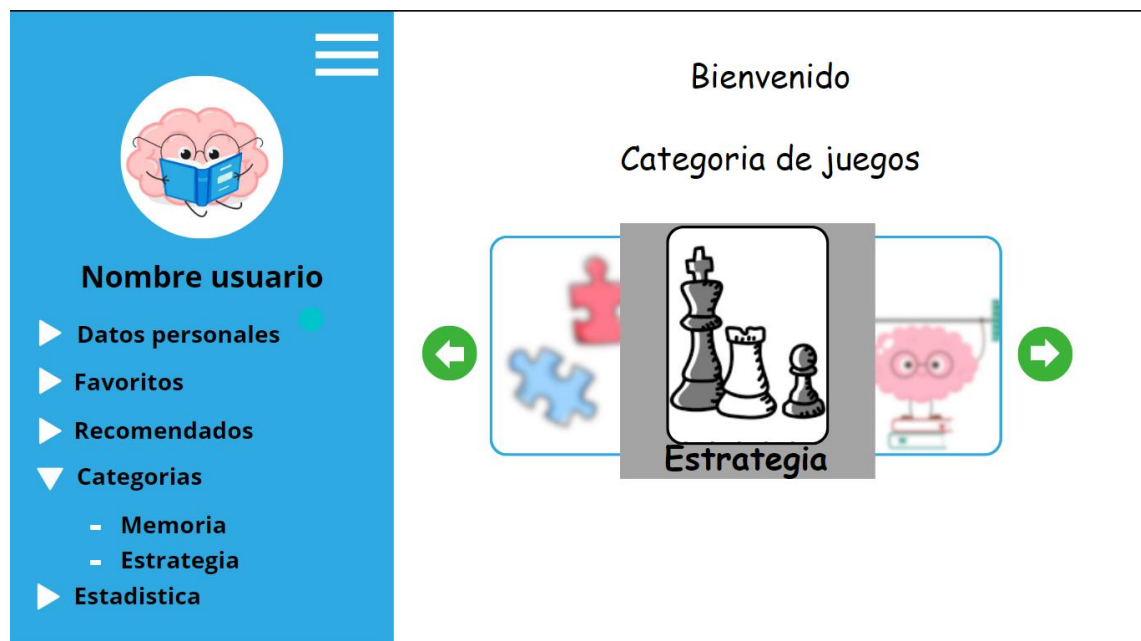 Nombre usuario
Datos personales
Favoritos
Recomendados
Categorias
- Memoria
- Estrategia
Estadistica
Bienvenido
Categoria de juegos
Estrategia